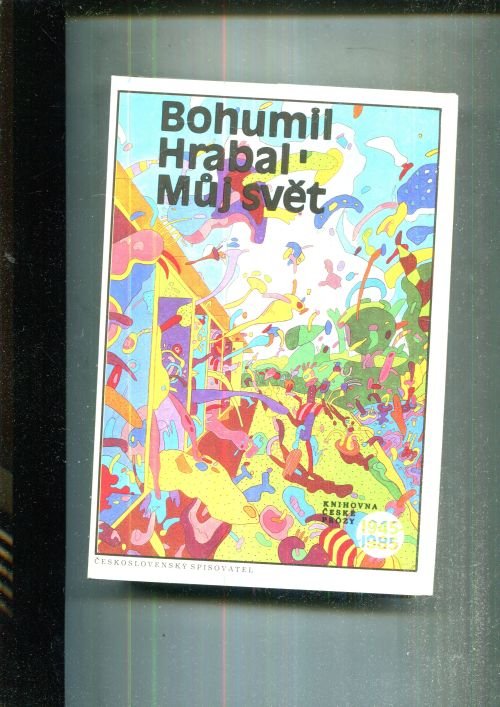 Bohumil
Hrabal
Můj svět
KNIHOVNA
ČESKÉ
PRÓZY
1945
1985
ČESKOSLOVENSKÝ SPISOVATEL